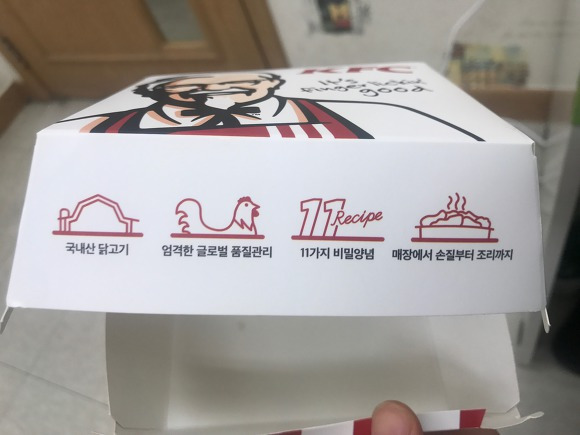 KFC
It's
Finger Lickin'
good
11 Recipe
국내산 닭고기
엄격한 글로벌 품질관리
11가지 비밀양념
매장에서 손질부터 조리까지